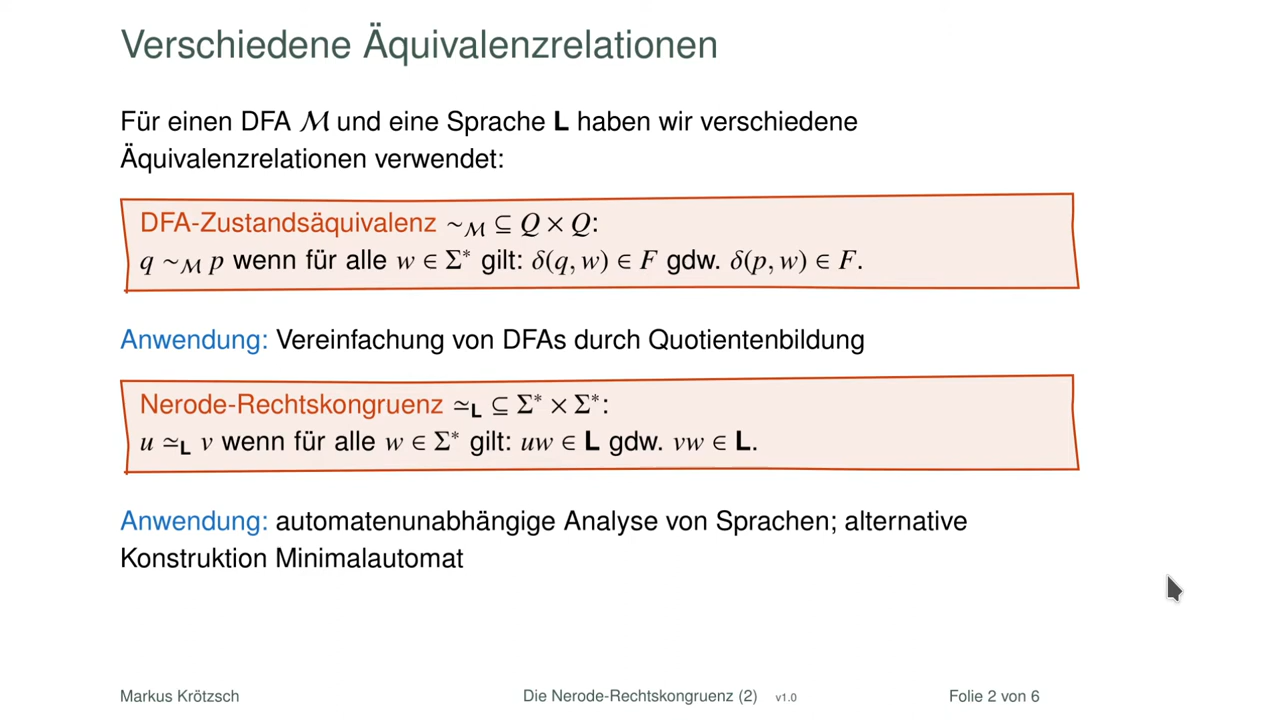 Verschiedene Äquivalenzrelationen
Für einen DFA ℳ und eine Sprache L haben wir verschiedene
Äquivalenzrelationen verwendet:
DFA-Zustandsäquivalenz ∼ℳ ⊆ Q × Q:
q ∼ℳ p wenn für alle w ∈ Σ* gilt: δ(q, w) ∈ F gdw. δ(p, w) ∈ F.
Anwendung: Vereinfachung von DFAs durch Quotientenbildung
Nerode-Rechtskongruenz ≃L ⊆ Σ* × Σ*:
u ≃L v wenn für alle w ∈ Σ* gilt: uw ∈ L gdw. vw ∈ L.
Anwendung: automatenunabhängige Analyse von Sprachen; alternative
Konstruktion Minimalautomat
Markus Krötzsch Die Nerode-Rechtskongruenz (2) v1.0 Folie 2 von 6